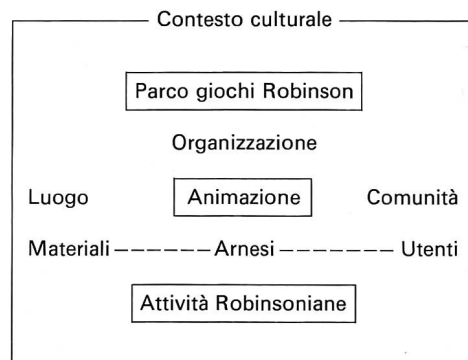 Contesto culturale
Parco giochi Robinson
Organizzazione
Luogo Animazione Comunità
Materiali Arnesi Utenti
Attività Robinsoniane